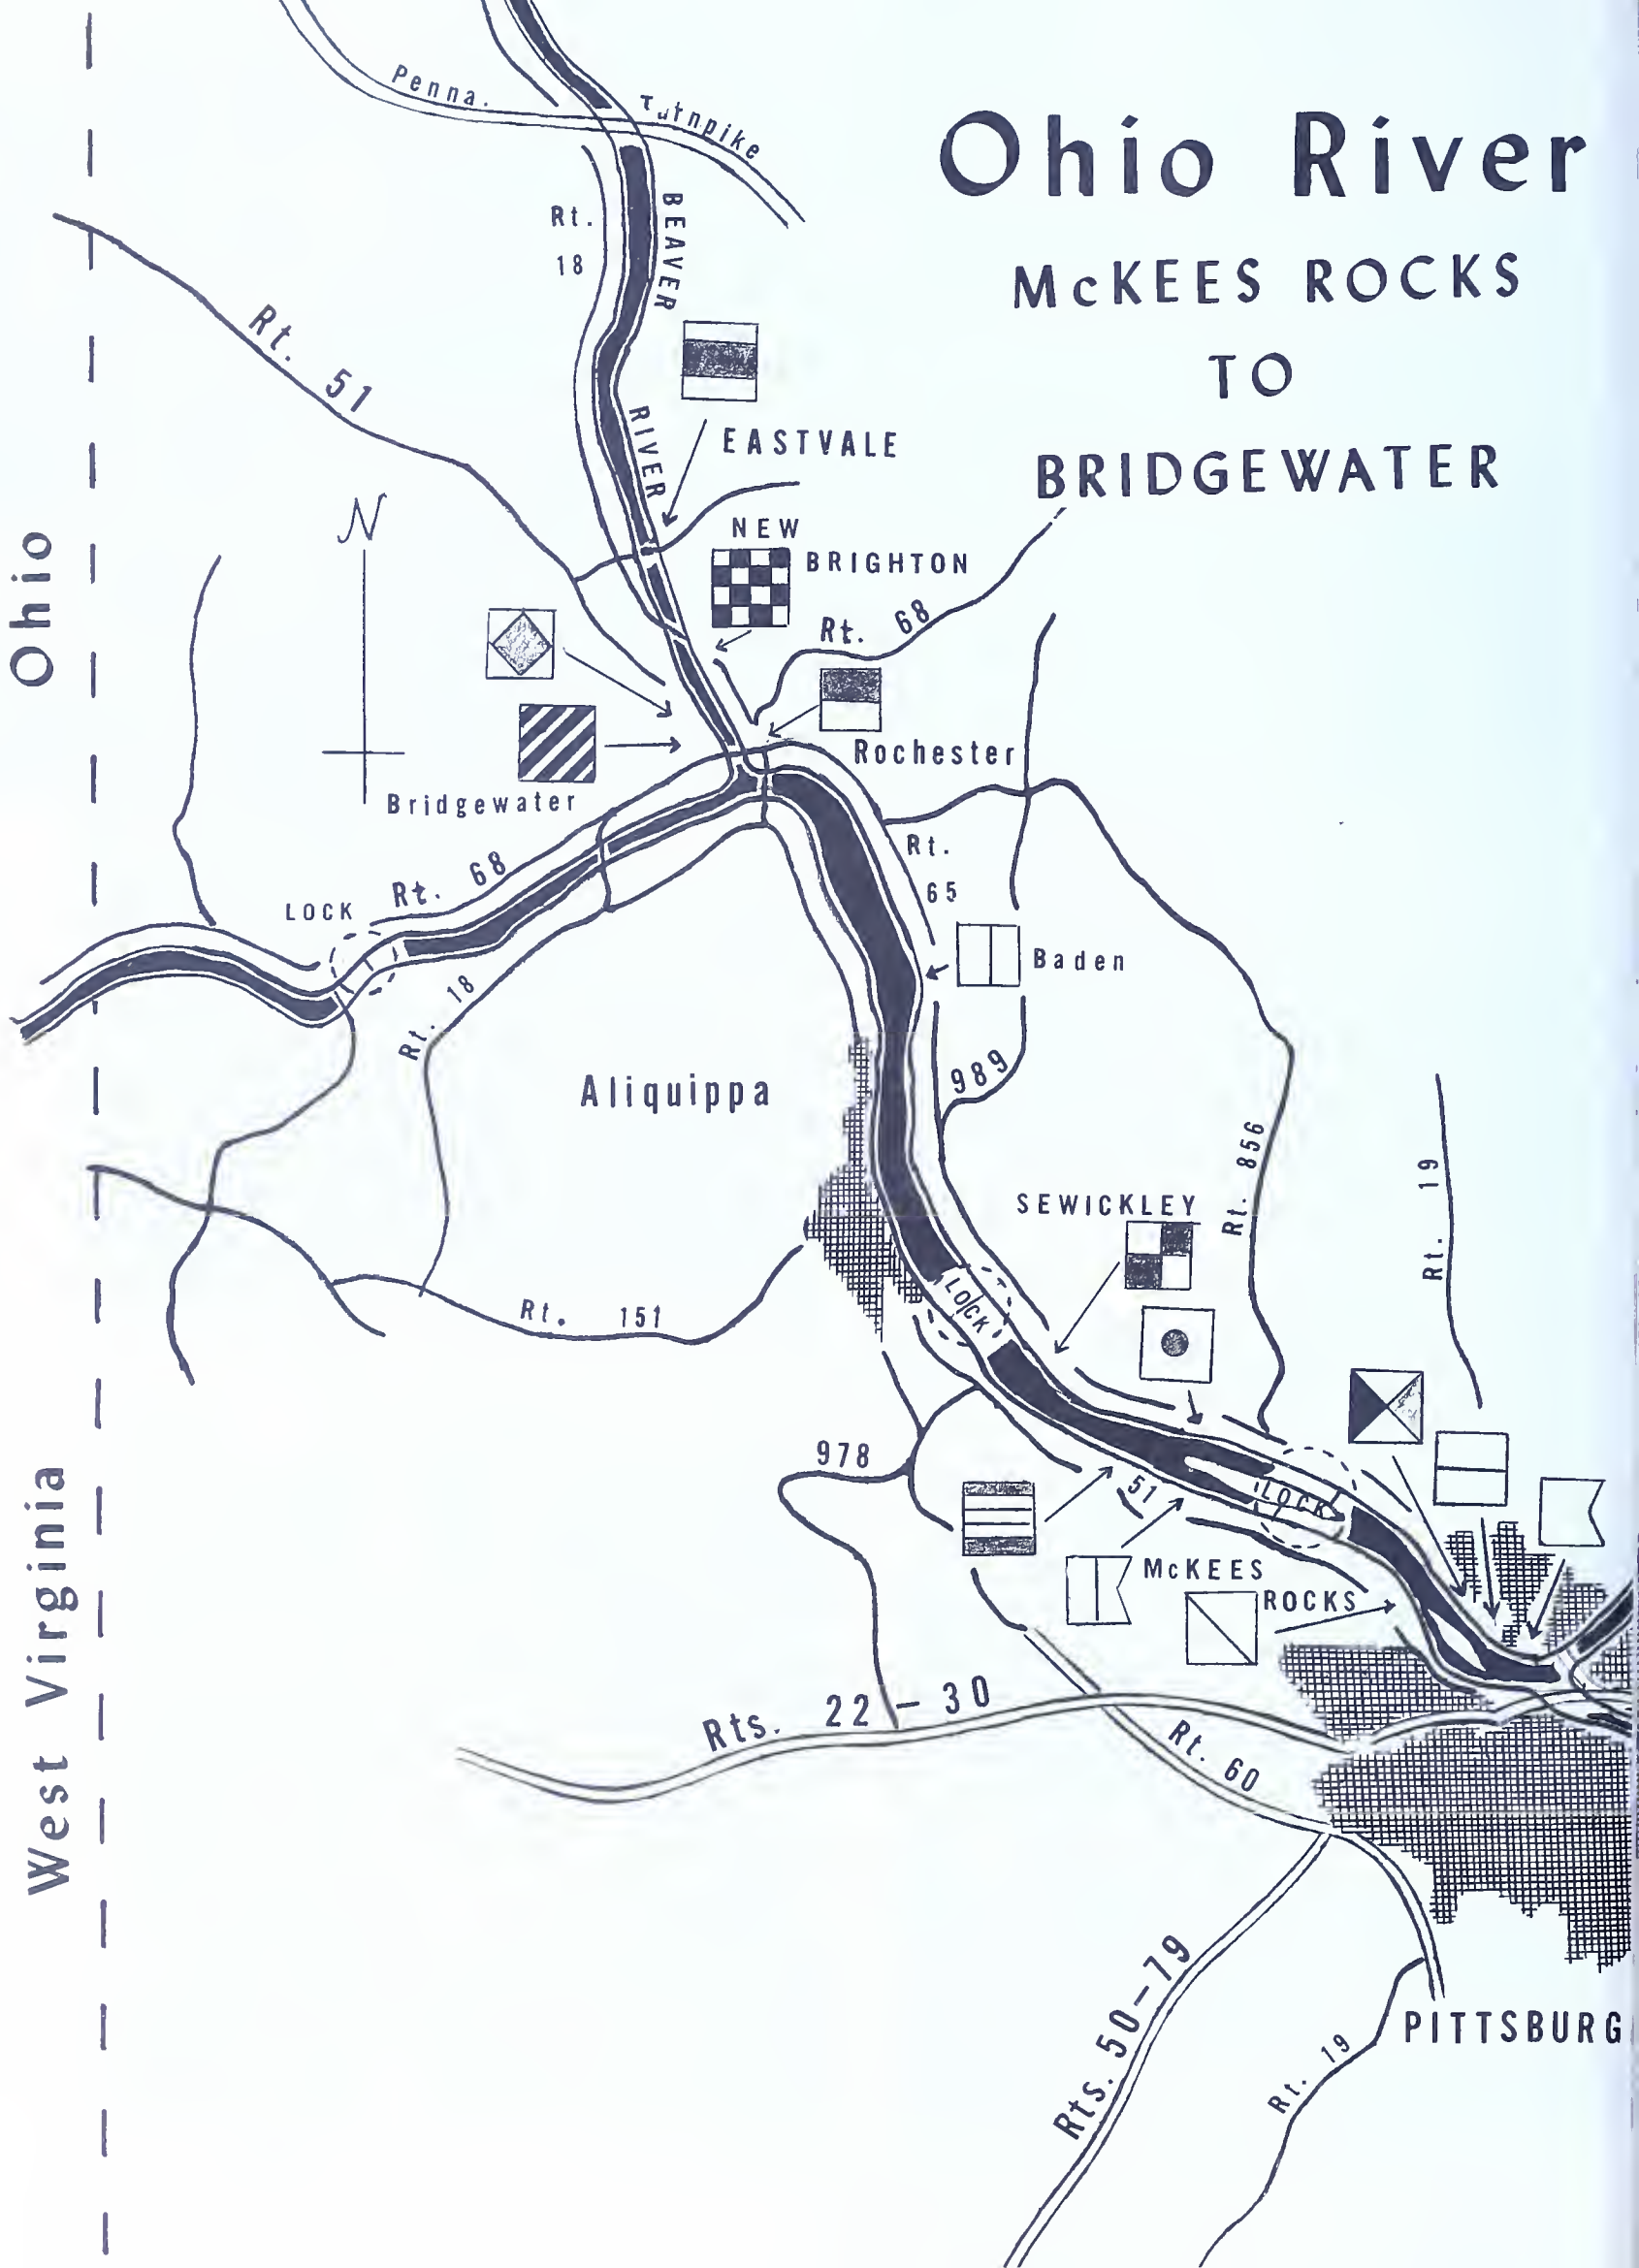 Ohio River
McKEES ROCKS
TO
BRIDGEWATER
Penna. Turnpike
Rt.
18
BEAVER
RIVER
Rt. 51
EASTVALE
N
NEW
BRIGHTON
Rt. 68
Ohio
Rochester
Bridgewater
Rt. 68
LOCK
Rt.
65
Baden
Rt. 18
989
Aliquippa
Rt. 856
Rt. 19
SEWICKLEY
LOCK
Rt. 151
978
51
LOCK
McKEES
ROCKS
West Virginia
Rts. 22-30
Rt. 60
Rts. 50-79
PITTSBURG
Rt. 19